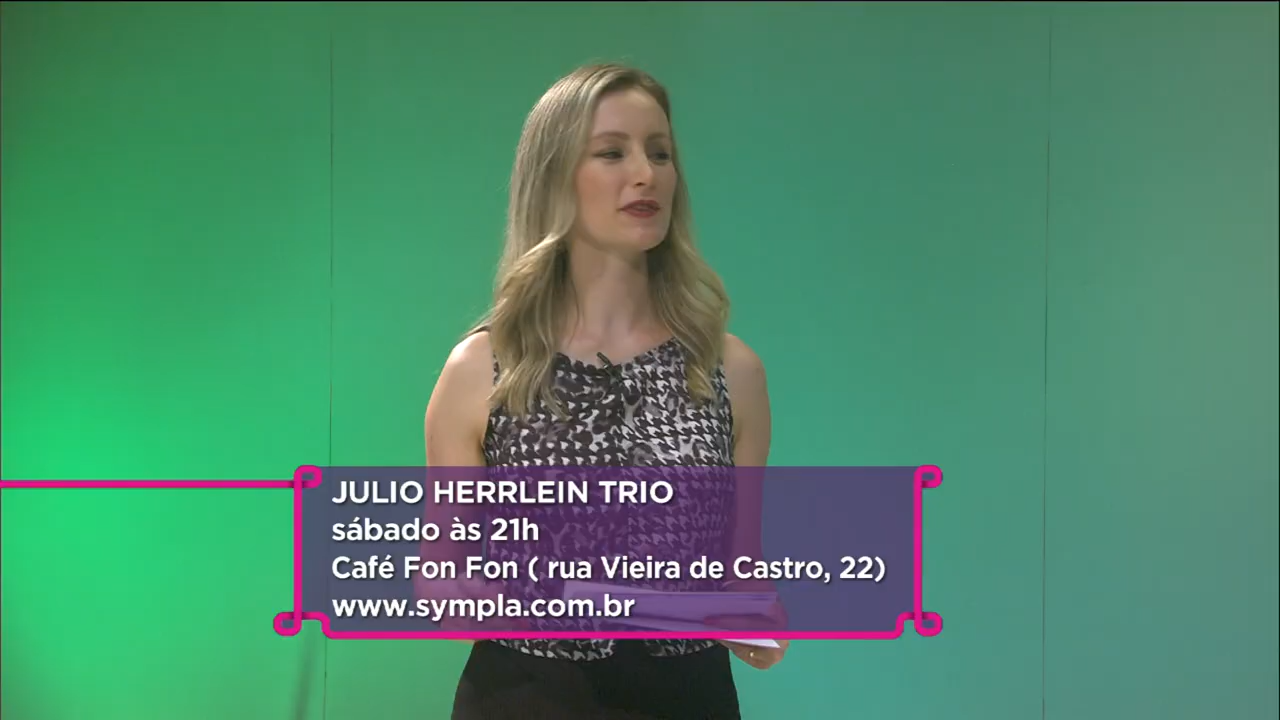 JULIO HERRLEIN TRIO
sábado às 21h
Café Fon Fon ( rua Vieira de Castro, 22)
www.sympla.com.br